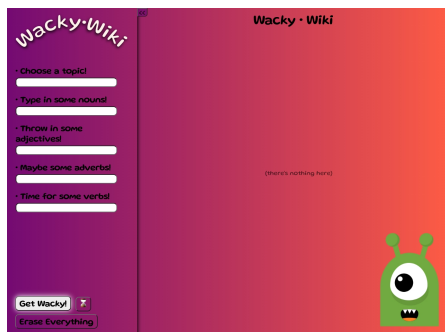 Wacky•Wiki
Wacky • Wiki
• Choose a topic!
• Type in some nouns!
• Throw in some
adjectives!
• Maybe some adverbs!
• Time for some verbs!
(there's nothing here)
Get Wacky!
Erase Everything